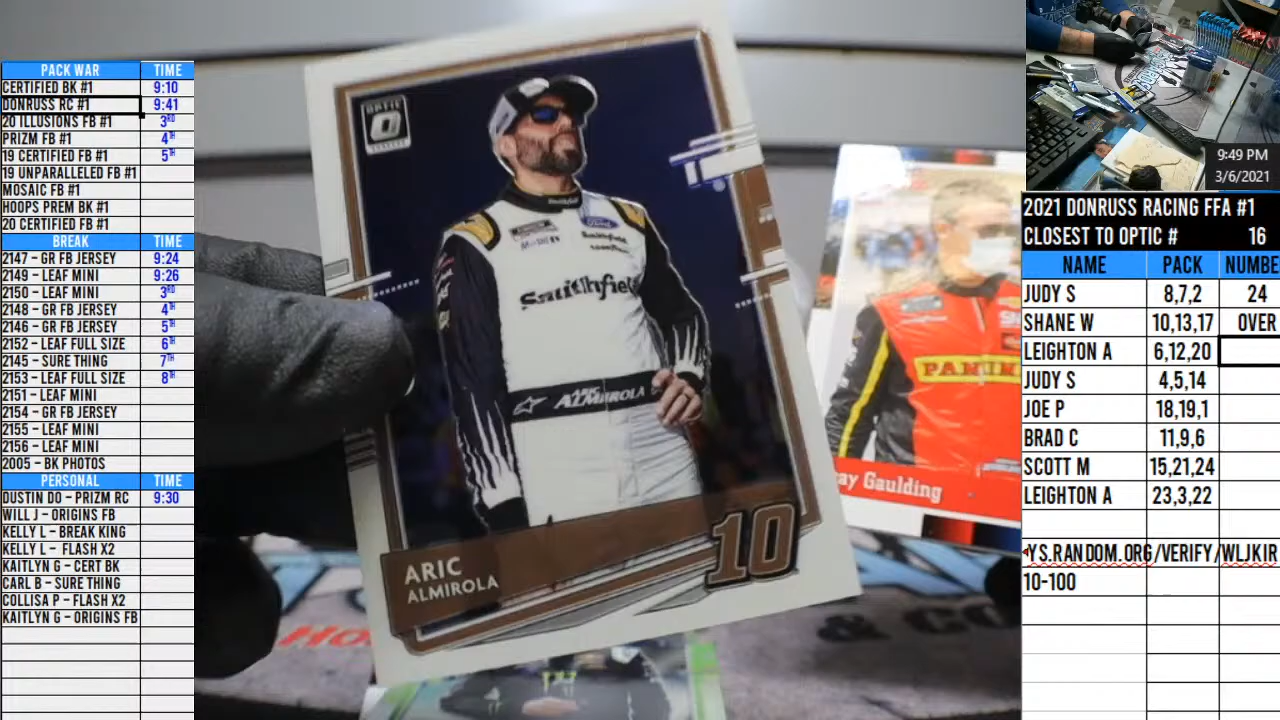 PACK WAR TIME
CERTIFIED BK #1 9:10
DONRUSS RC #1 9:41
20 ILLUSIONS FB #1 3RD
PRIZM FB #1 4TH
19 CERTIFIED FB #1 5TH
19 UNPARALLELED FB #1
MOSAIC FB #1
HOOPS PREM BK #1
20 CERTIFIED FB #1
BREAK TIME
2147 – GR FB JERSEY 9:24
2149 – LEAF MINI 9:26
2150 – LEAF MINI 3RD
2148 – GR FB JERSEY 4TH
2146 – GR FB JERSEY 5TH
2152 – LEAF FULL SIZE 6TH
2145 – SURE THING 7TH
2153 – LEAF FULL SIZE 8TH
2151 – LEAF MINI
2154 – GR FB JERSEY
2155 – LEAF MINI
2156 – LEAF MINI
2005 – BK PHOTOS
PERSONAL TIME
DUSTIN DO – PRIZM RC 9:30
WILL J – ORIGINS FB
KELLY L – BREAK KING
KELLY L – FLASH X2
KAITLYN G – CERT BK
CARL B – SURE THING
COLLISA P – FLASH X2
KAITLYN G – ORIGINS FB
OPTIC
Smithfield
Ford
Smithfield
Smithfield
ARIC
ALMIROLA
ARIC
ALMIROLA
10
PANINI
ay Gaulding
& CO
9:49 PM
3/6/2021
2021 DONRUSS RACING FFA #1
CLOSEST TO OPTIC # 16
NAME PACK NUMBE
JUDY S 8,7,2 24
SHANE W 10,13,17 OVER
LEIGHTON A 6,12,20
JUDY S 4,5,14
JOE P 18,19,1
BRAD C 11,9,6
SCOTT M 15,21,24
LEIGHTON A 23,3,22
YS.RANDOM.ORG/VERIFY/WLJKIR
10-100